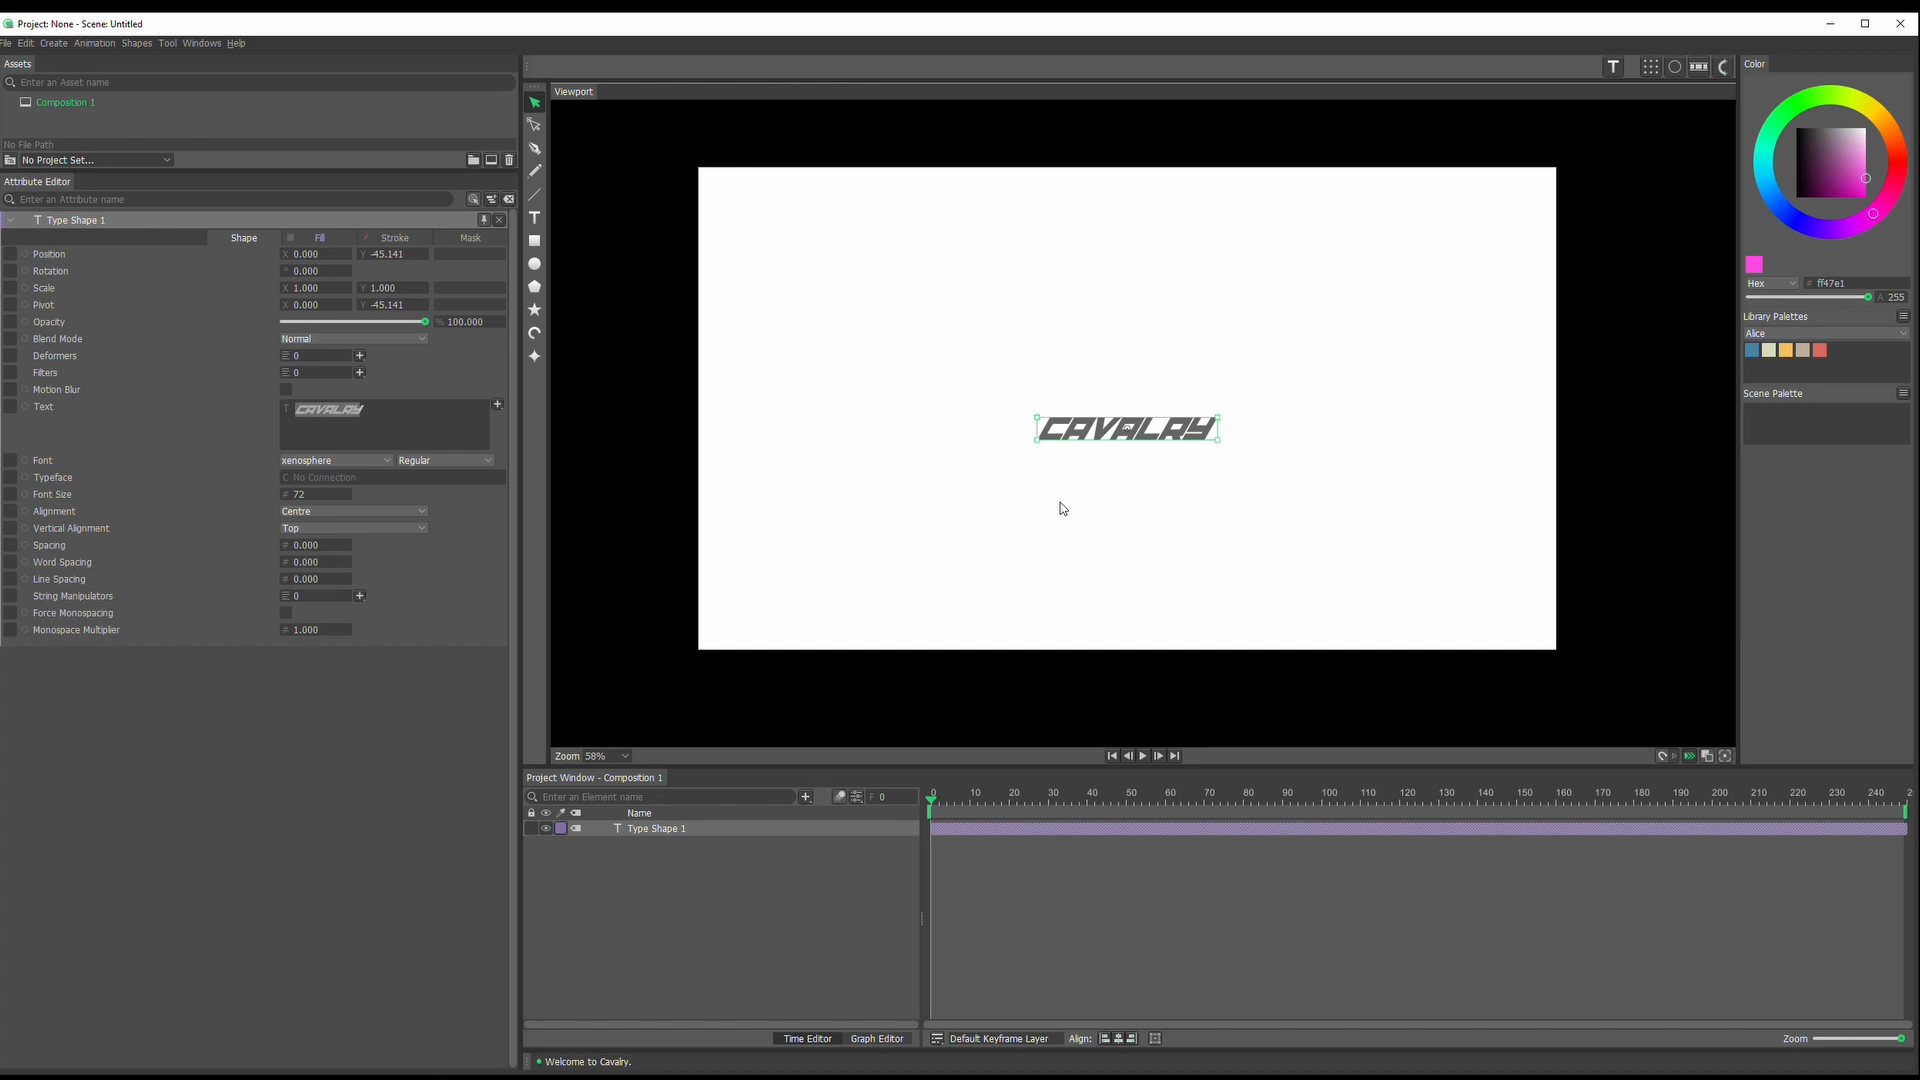 Project: None - Scene: Untitled
File Edit Create Animation Shapes Tool Windows Help
Assets
Enter an Asset name
Composition 1
No File Path
No Project Set...
Attribute Editor
Enter an Attribute name
T Type Shape 1
Shape Fill Stroke Mask
Position X 0.000 Y -45.141
Rotation ° 0.000
Scale X 1.000 Y 1.000
Pivot X 0.000 Y -45.141
Opacity % 100.000
Blend Mode Normal
Deformers 0
Filters 0
Motion Blur
Text T CAVALRY
Font xenosphere Regular
Typeface C No Connection
Font Size # 72
Alignment Centre
Vertical Alignment Top
Spacing # 0.000
Word Spacing # 0.000
Line Spacing # 0.000
String Manipulators 0
Force Monospacing
Monospace Multiplier # 1.000
T
Viewport
T
CAVALRY
Zoom 58%
Color
Hex # ff47e1
A 255
Library Palettes
Alice
Scene Palette
Project Window - Composition 1
Enter an Element name F 0
Name
T Type Shape 1
0 10 20 30 40 50 60 70 80 90 100 110 120 130 140 150 160 170 180 190 200 210 220 230 240 2
Time Editor Graph Editor Default Keyframe Layer Align: Zoom
Welcome to Cavalry.